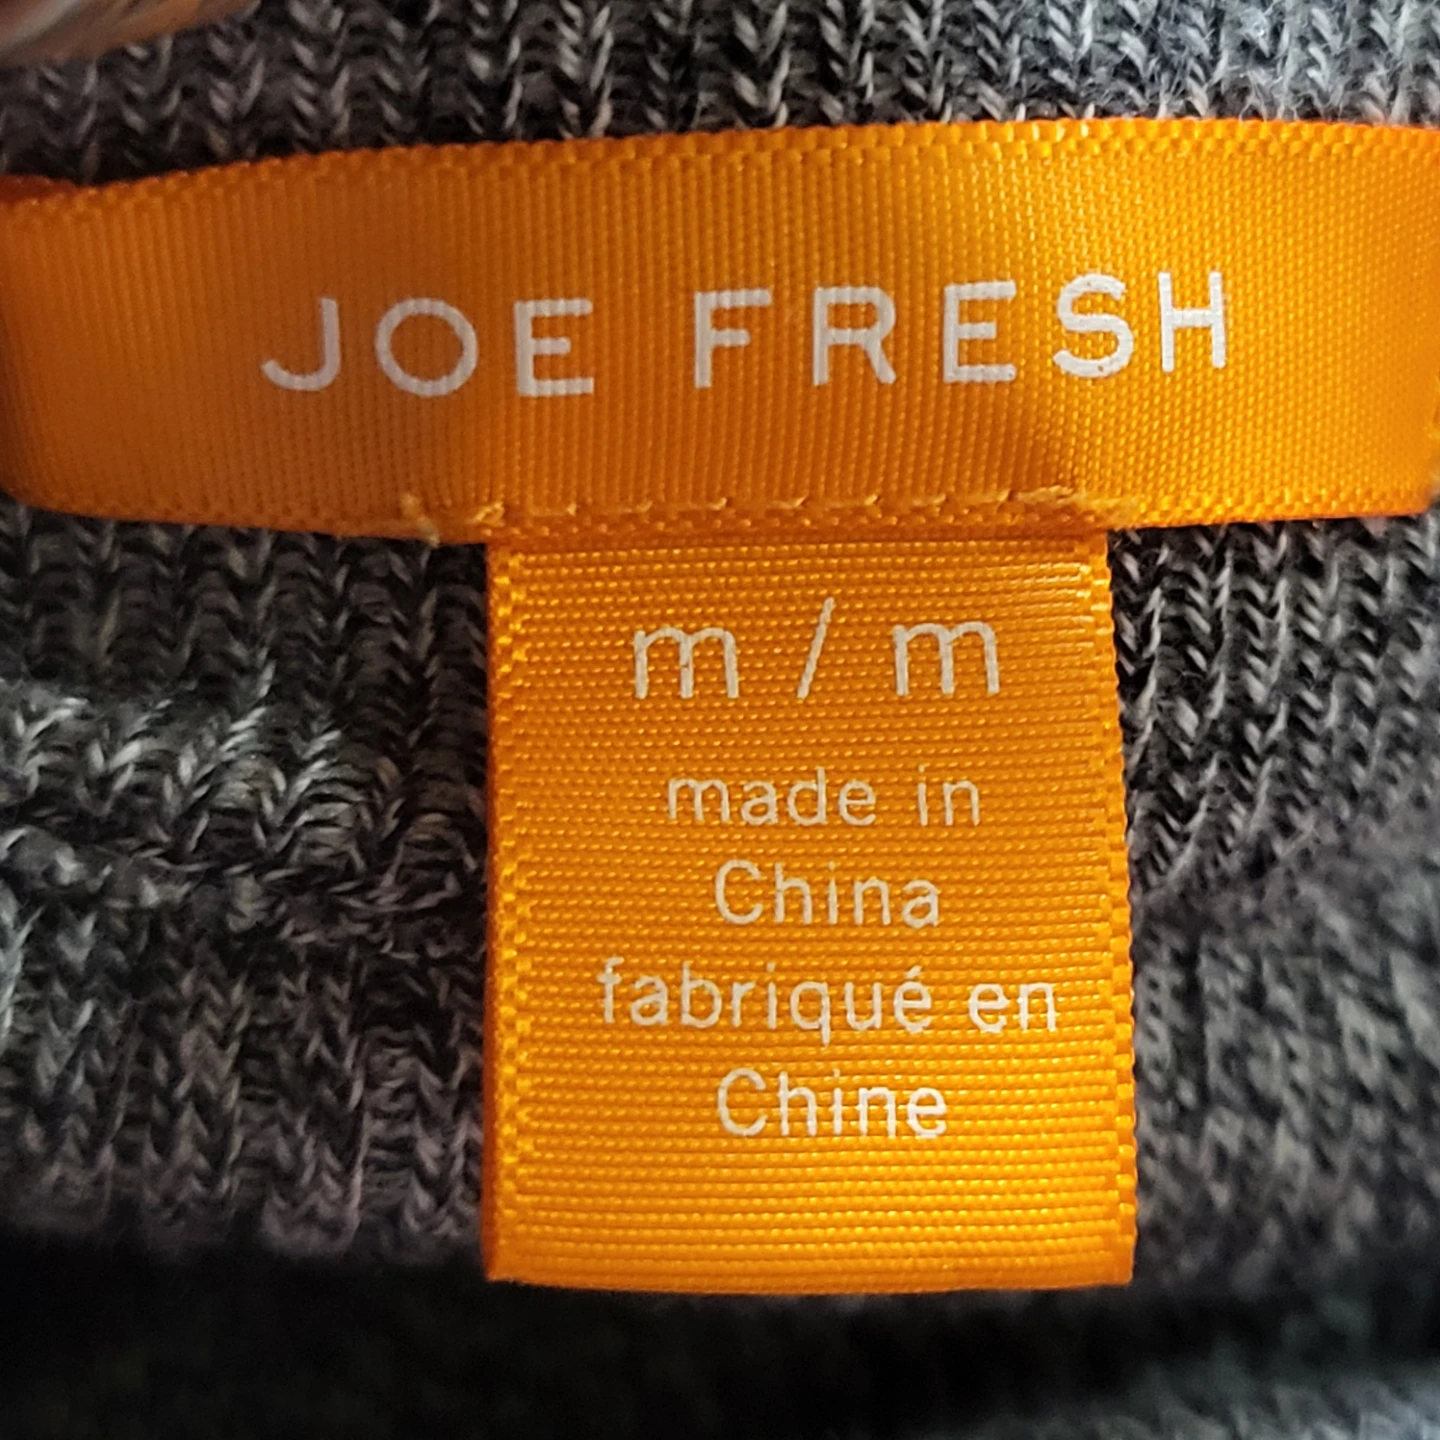 JOE FRESH
m / m
made in
China
fabriqué en
Chine